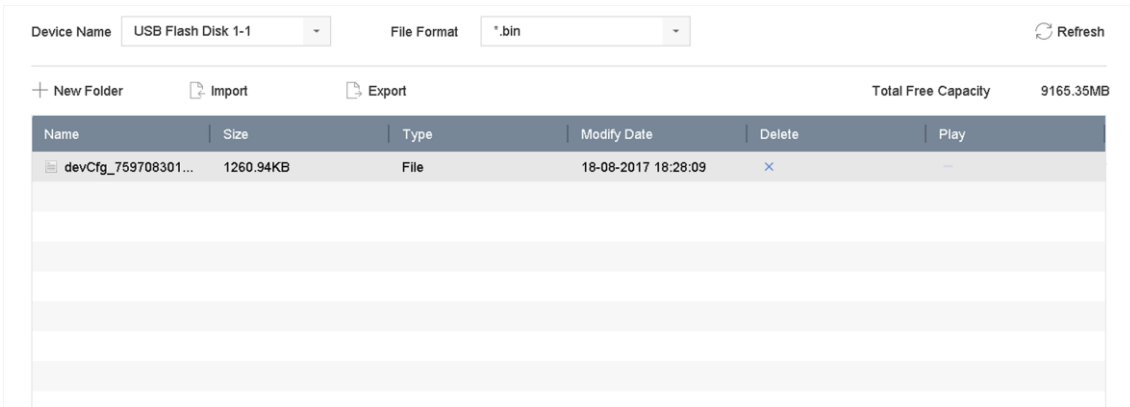 Device Name USB Flash Disk 1-1 File Format *.bin Refresh
New Folder Import Export Total Free Capacity 9165.35MB
Name Size Type Modify Date Delete Play
devCfg_759708301... 1260.94KB File 18-08-2017 18:28:09